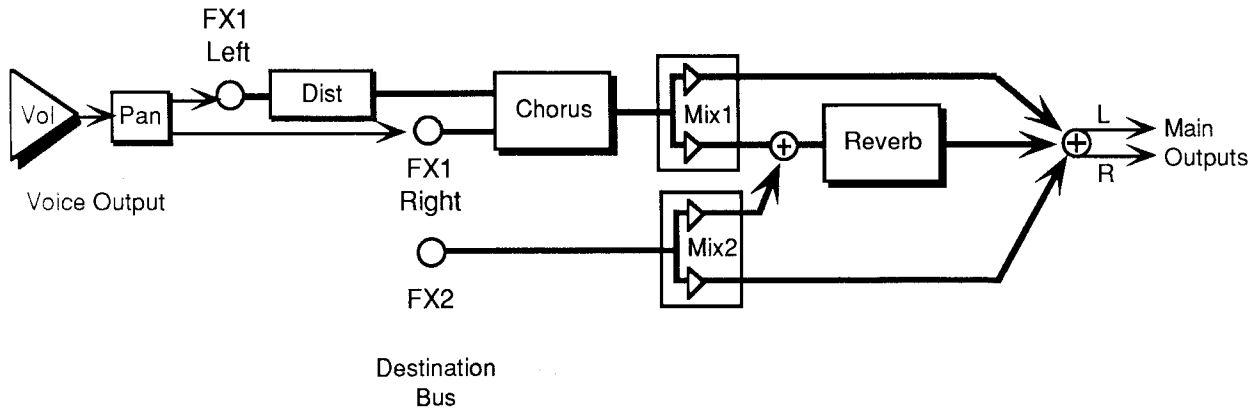 FX1
Left
Vol
Pan
Dist
Chorus
Mix1
Reverb
L
Main
Outputs
R
FX1
Right
Voice Output
Mix2
FX2
Destination
Bus